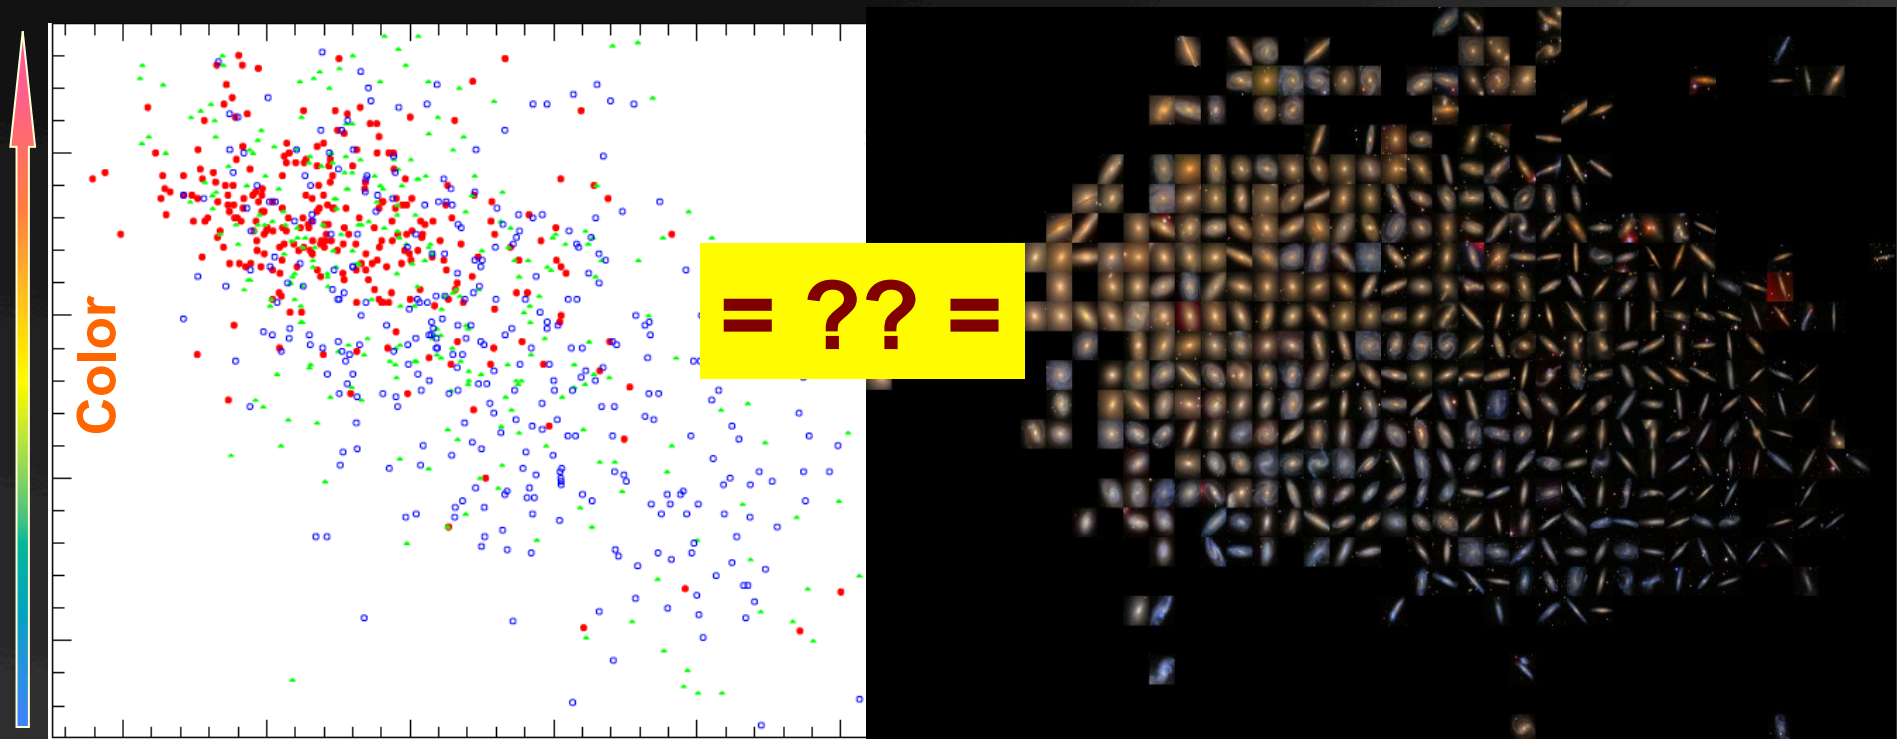 Color
= ?? =